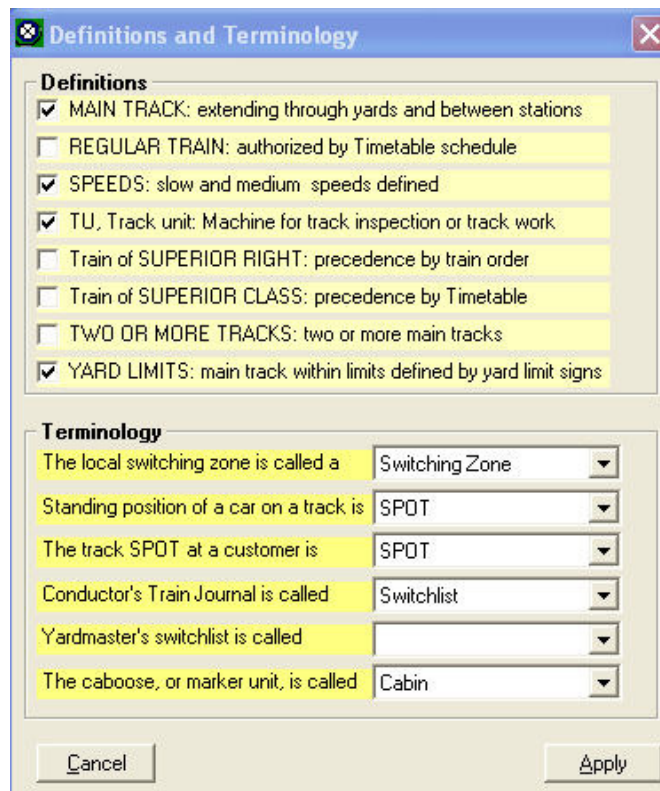 Definitions and Terminology
Definitions
MAIN TRACK: extending through yards and between stations
REGULAR TRAIN: authorized by Timetable schedule
SPEEDS: slow and medium speeds defined
TU, Track unit: Machine for track inspection or track work
Train of SUPERIOR RIGHT: precedence by train order
Train of SUPERIOR CLASS: precedence by Timetable
TWO OR MORE TRACKS: two or more main tracks
YARD LIMITS: main track within limits defined by yard limit signs
Terminology
The local switching zone is called a Switching Zone
Standing position of a car on a track is SPOT
The track SPOT at a customer is SPOT
Conductor's Train Journal is called Switchlist
Yardmaster's switchlist is called
The caboose, or marker unit, is called Cabin
Cancel Apply